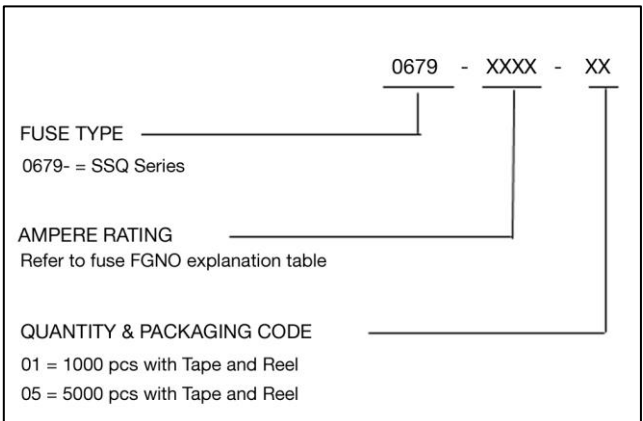 0679 - XXXX - XX
FUSE TYPE
0679- = SSQ Series
AMPERE RATING
Refer to fuse FGNO explanation table
QUANTITY & PACKAGING CODE
01 = 1000 pcs with Tape and Reel
05 = 5000 pcs with Tape and Reel